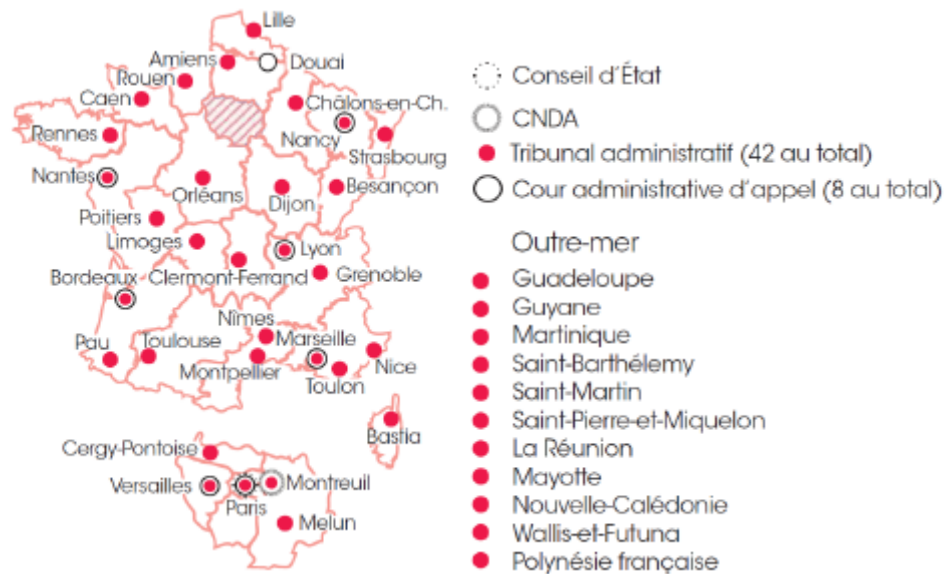 Lille
Amiens
Douai
Rouen
Caen
Châlons-en-Ch.
Rennes
Nancy
Strasbourg
Nantes
Orléans
Dijon
Besançon
Poitiers
Limoges
Lyon
Bordeaux
Clermont-Ferrand
Grenoble
Nîmes
Marseille
Pau
Toulouse
Montpellier
Nice
Toulon
Bastia
Cergy-Pontoise
Versailles
Paris
Montreuil
Melun
Conseil d'État
CNDA
Tribunal administratif (42 au total)
Cour administrative d'appel (8 au total)
Outre-mer
Guadeloupe
Guyane
Martinique
Saint-Barthélemy
Saint-Martin
Saint-Pierre-et-Miquelon
La Réunion
Mayotte
Nouvelle-Calédonie
Wallis-et-Futuna
Polynésie française